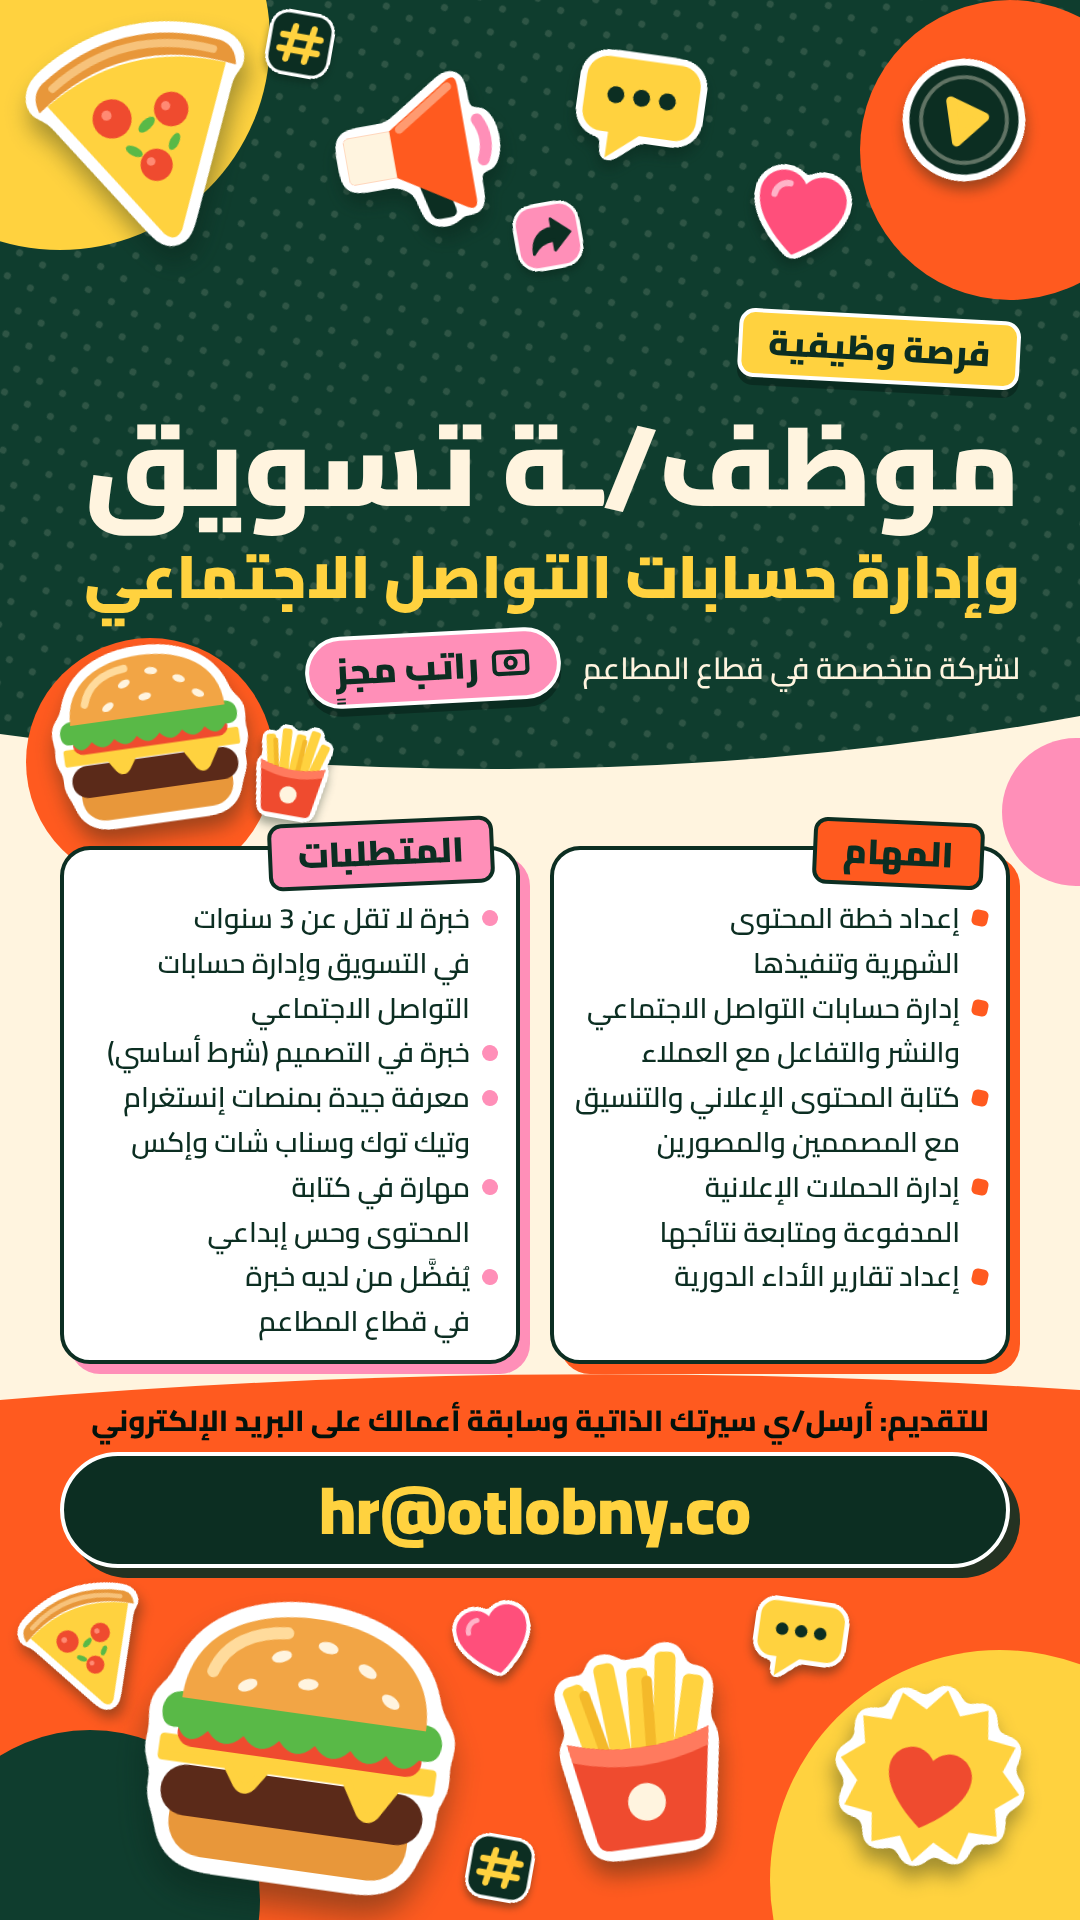 #
فرصة وظيفية
موظف/ـة تسويق
وإدارة حسابات التواصل الاجتماعي
لشركة متخصصة في قطاع المطاعم
راتب مجزٍ
المهام
إعداد خطة المحتوى
الشهرية وتنفيذها
إدارة حسابات التواصل الاجتماعي
والنشر والتفاعل مع العملاء
كتابة المحتوى الإعلاني والتنسيق
مع المصممين والمصورين
إدارة الحملات الإعلانية
المدفوعة ومتابعة نتائجها
إعداد تقارير الأداء الدورية
المتطلبات
خبرة لا تقل عن 3 سنوات
في التسويق وإدارة حسابات
التواصل الاجتماعي
خبرة في التصميم (شرط أساسي)
معرفة جيدة بمنصات إنستغرام
وتيك توك وسناب شات وإكس
مهارة في كتابة
المحتوى وحس إبداعي
يُفضَّل من لديه خبرة
في قطاع المطاعم
للتقديم: أرسل/ي سيرتك الذاتية وسابقة أعمالك على البريد الإلكتروني
hr@otlobny.co
#